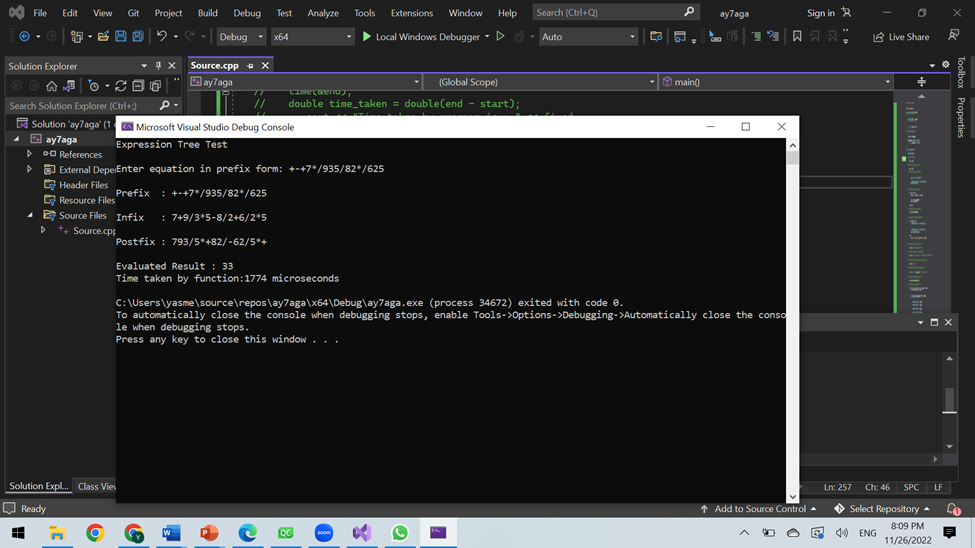 File Edit View Git Project Build Debug Test Analyze Tools Extensions Window Help Search (Ctrl+Q) ay7aga Sign in
Debug x64 Local Windows Debugger Auto Live Share
Solution Explorer
Search Solution Explorer (Ctrl+;)
Solution 'ay7aga' (1
ay7aga
References
External Depe
Header Files
Resource Files
Source Files
Source.cpp
Solution Expl... Class View
Source.cpp
ay7aga (Global Scope) main()
// time(&end);
// double time_taken = double(end - start);
Toolbox
Properties
Microsoft Visual Studio Debug Console
Expression Tree Test
Enter equation in prefix form: +-+7*/935/82*/625
Prefix : +-+7*/935/82*/625
Infix : 7+9/3*5-8/2+6/2*5
Postfix : 793/5*+82/-62/5*+
Evaluated Result : 33
Time taken by function:1774 microseconds
C:\Users\yasme\source\repos\ay7aga\x64\Debug\ay7aga.exe (process 34672) exited with code 0.
To automatically close the console when debugging stops, enable Tools->Options->Debugging->Automatically close the conso
le when debugging stops.
Press any key to close this window . . .
Ln: 257 Ch: 46 SPC LF
Ready Add to Source Control Select Repository 1
ENG 8:09 PM
11/26/2022